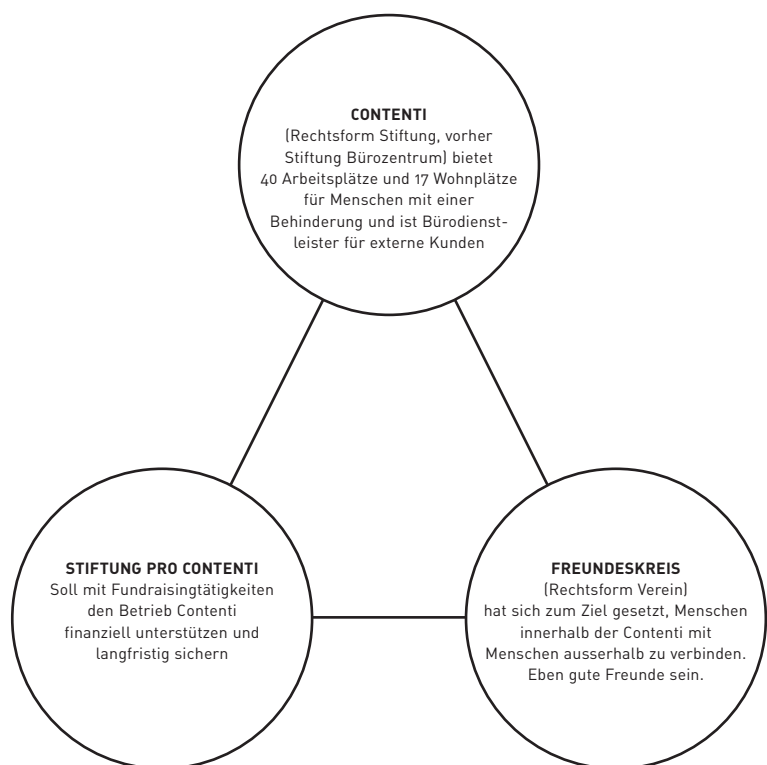 CONTENTI
(Rechtsform Stiftung, vorher
Stiftung Bürozentrum) bietet
40 Arbeitsplätze und 17 Wohnplätze
für Menschen mit einer
Behinderung und ist Bürodienst-
leister für externe Kunden
STIFTUNG PRO CONTENTI
Soll mit Fundraisingtätigkeiten
den Betrieb Contenti
finanziell unterstützen und
langfristig sichern
FREUNDESKREIS
(Rechtsform Verein)
hat sich zum Ziel gesetzt, Menschen
innerhalb der Contenti mit
Menschen ausserhalb zu verbinden.
Eben gute Freunde sein.